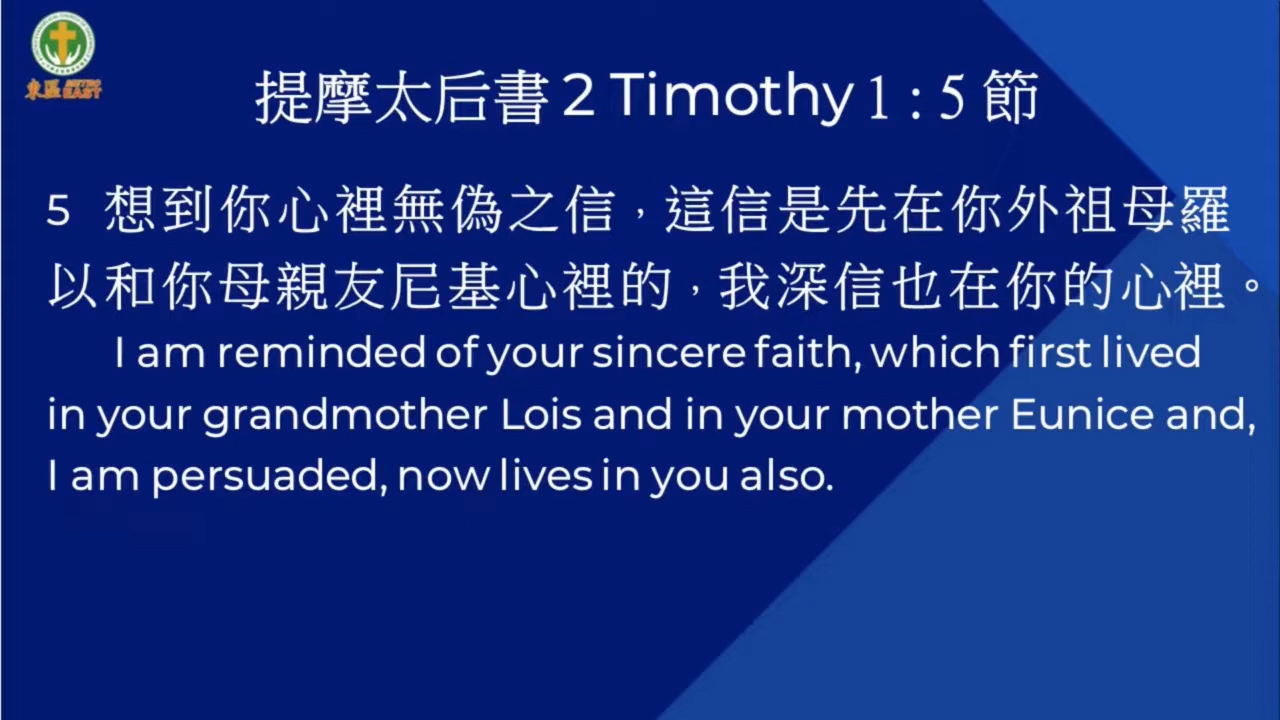 東區 EAST
提摩太后書 2 Timothy 1 : 5 節
5 想到你心裡無偽之信，這信是先在你外祖母羅
以和你母親友尼基心裡的，我深信也在你的心裡。
I am reminded of your sincere faith, which first lived
in your grandmother Lois and in your mother Eunice and,
I am persuaded, now lives in you also.